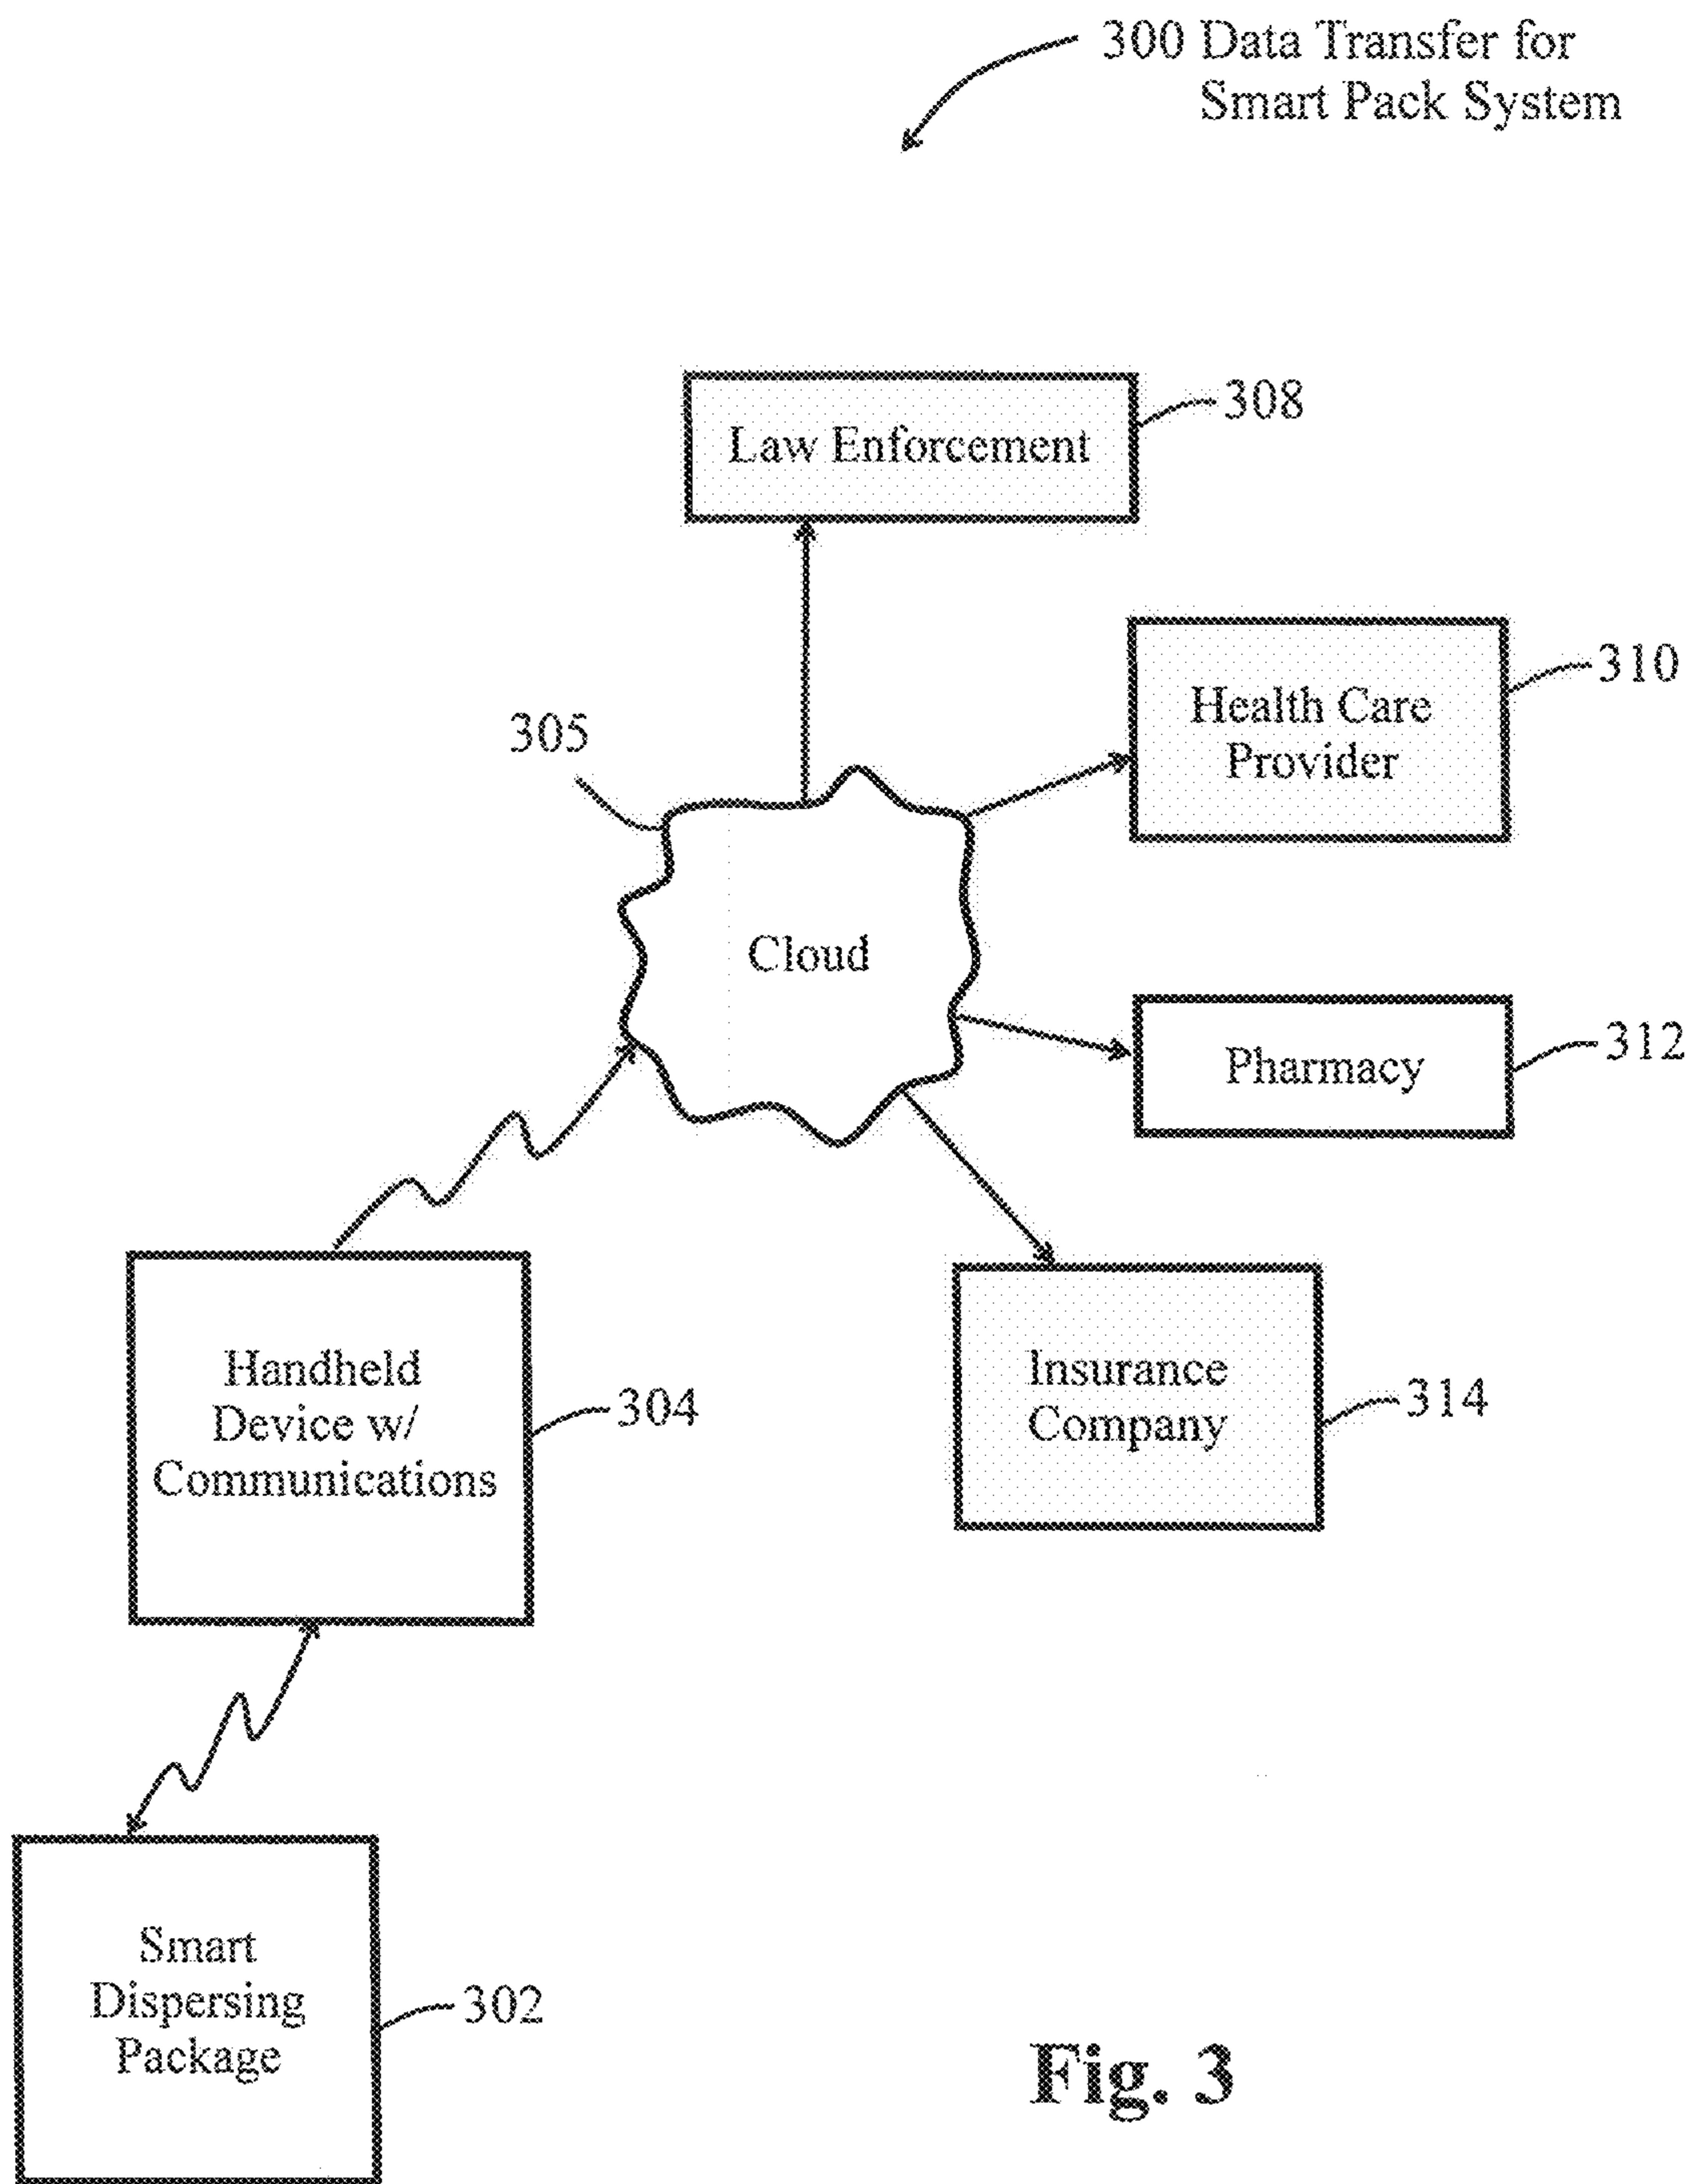 300 Data Transfer for
Smart Pack System
308
Law Enforcement
310
Health Care
Provider
305
Cloud
312
Pharmacy
Handheld
Device w/
Communications
304
Insurance
Company
314
Smart
Dispersing
Package
302
Fig. 3